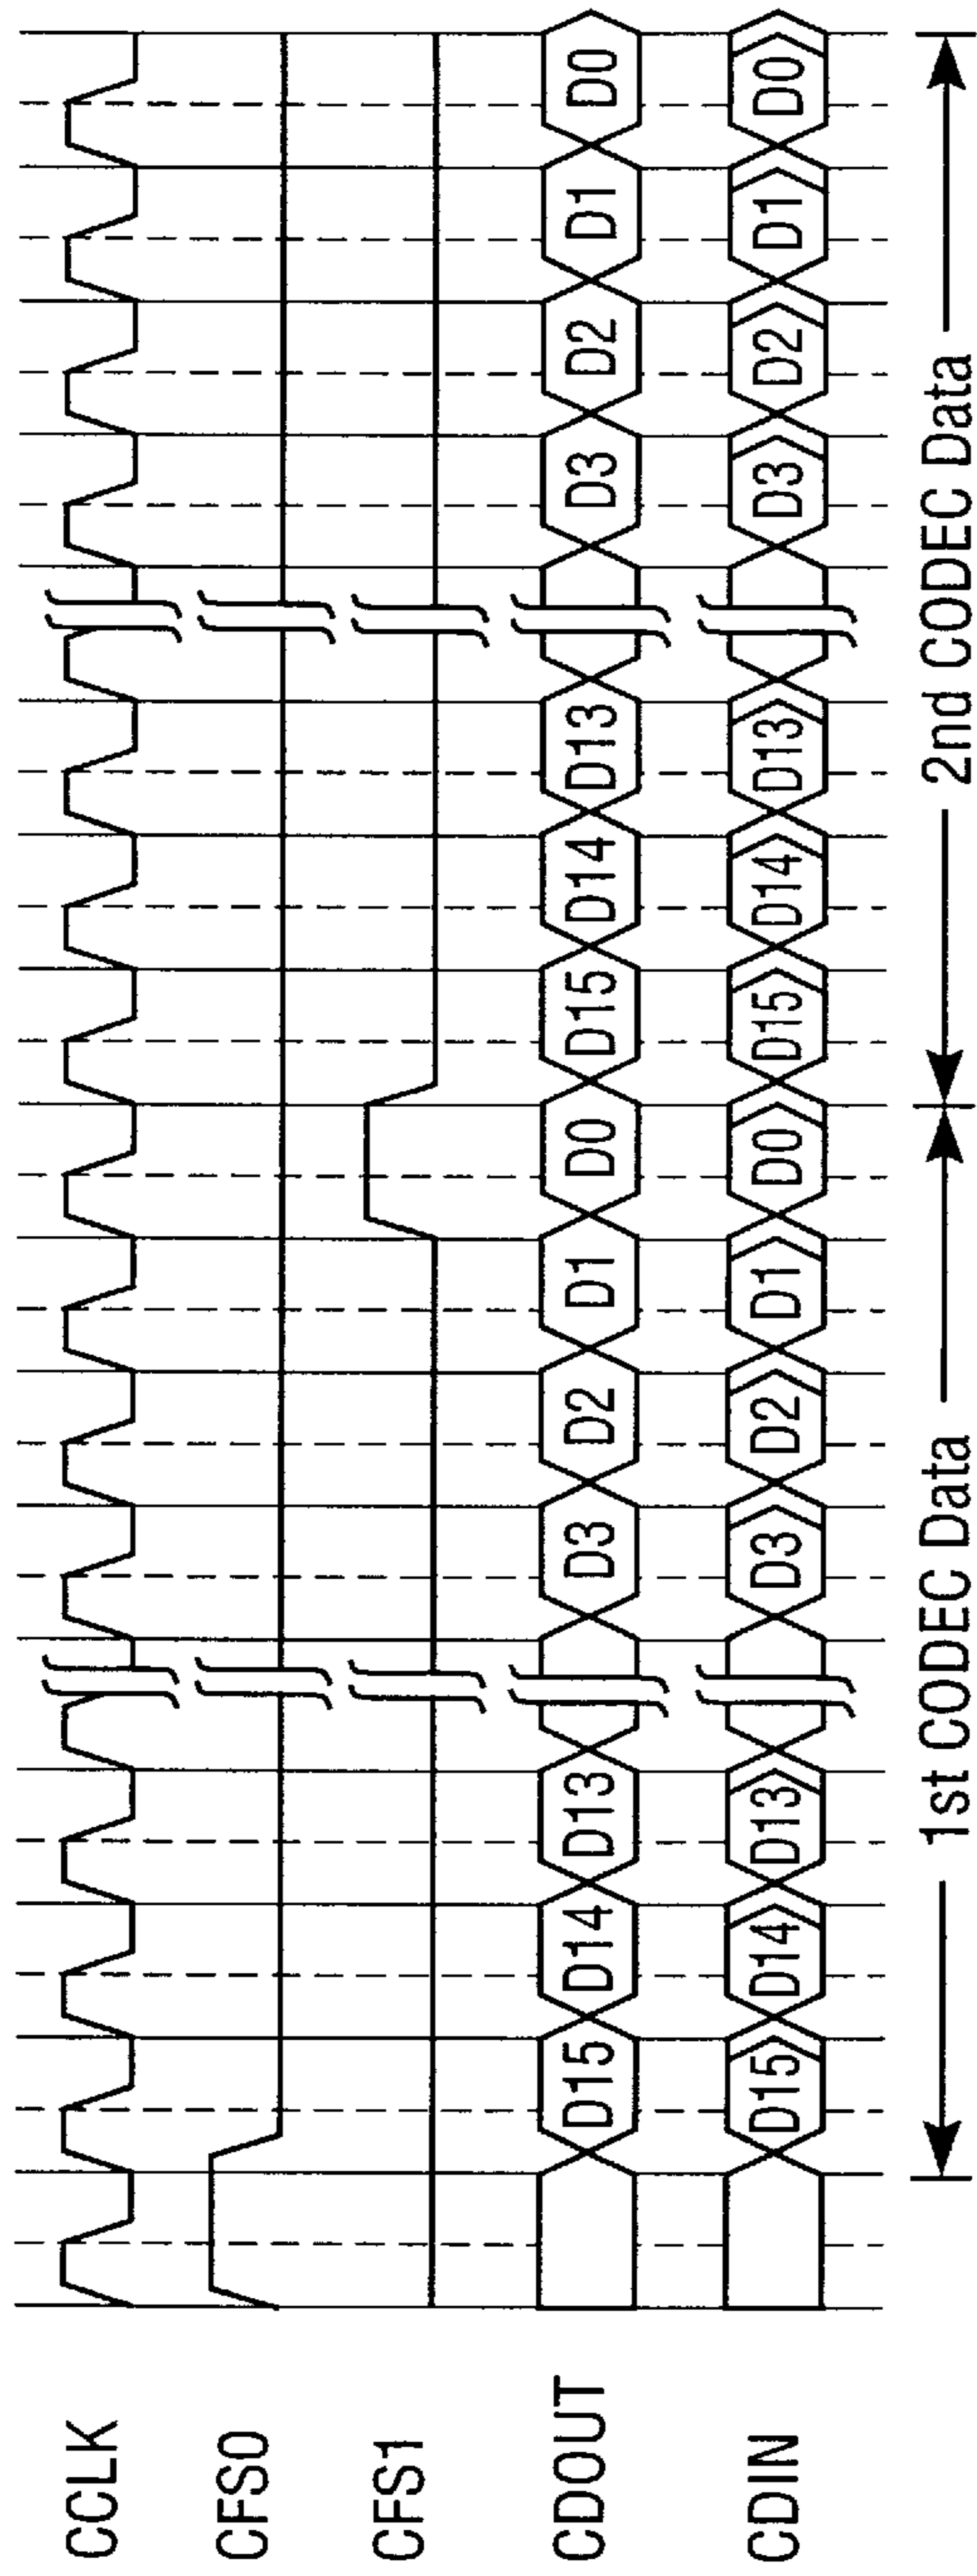 CCLK
CFS0
CFS1
CDOUT D15 D14 D13 D3 D2 D1 D0 D15 D14 D13 D3 D2 D1 D0
CDIN D15 D14 D13 D3 D2 D1 D0 D15 D14 D13 D3 D2 D1 D0
1st CODEC Data 2nd CODEC Data